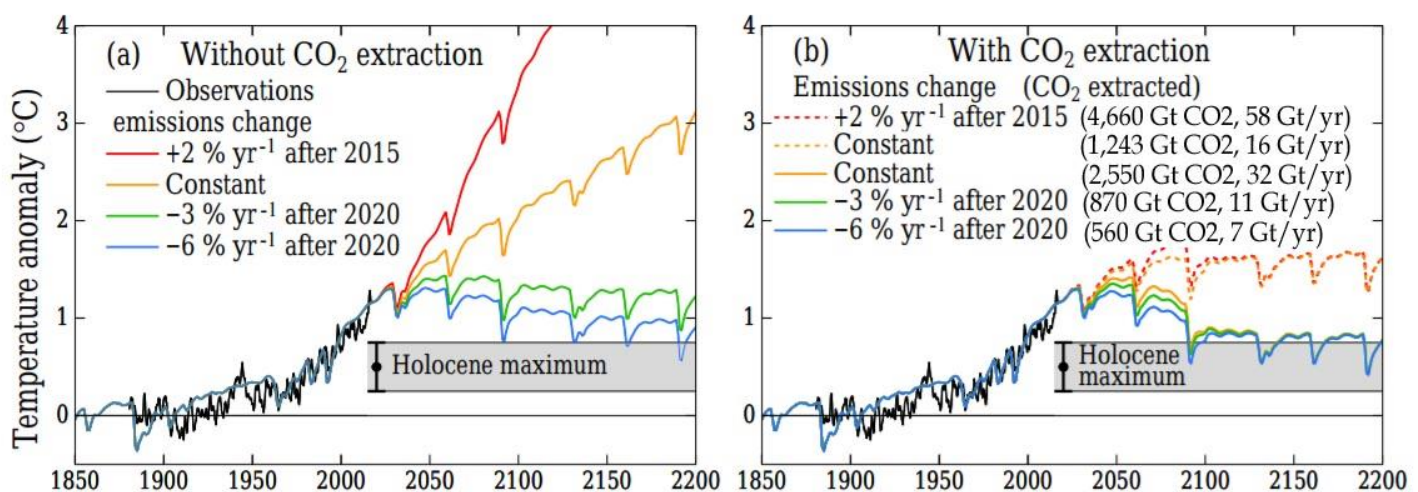 Temperature anomaly (°C)
4
3
2
1
0
(a) Without CO₂ extraction
Observations
emissions change
+2 % yr⁻¹ after 2015
Constant
−3 % yr⁻¹ after 2020
−6 % yr⁻¹ after 2020
Holocene maximum
1850 1900 1950 2000 2050 2100 2150 2200
4
3
2
1
0
(b) With CO₂ extraction
Emissions change (CO₂ extracted)
+2 % yr⁻¹ after 2015 (4,660 Gt CO2, 58 Gt/yr)
Constant (1,243 Gt CO2, 16 Gt/yr)
Constant (2,550 Gt CO2, 32 Gt/yr)
−3 % yr⁻¹ after 2020 (870 Gt CO2, 11 Gt/yr)
−6 % yr⁻¹ after 2020 (560 Gt CO2, 7 Gt/yr)
Holocene
maximum
1850 1900 1950 2000 2050 2100 2150 2200